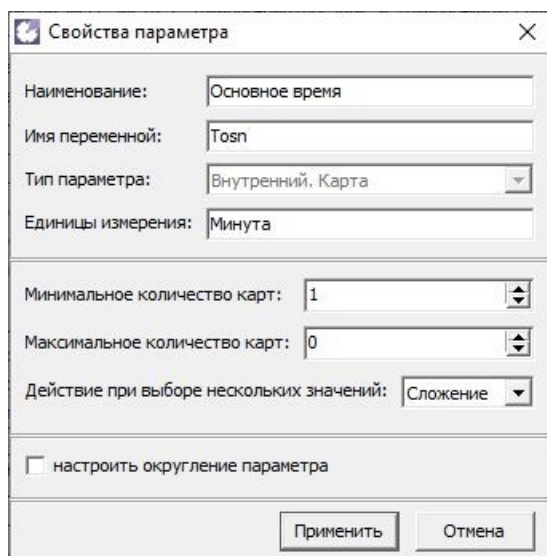 Свойства параметра
Наименование: Основное время
Имя переменной: Tosn
Тип параметра: Внутренний. Карта
Единицы измерения: Минута
Минимальное количество карт: 1
Максимальное количество карт: 0
Действие при выборе нескольких значений: Сложение
настроить округление параметра
Применить Отмена